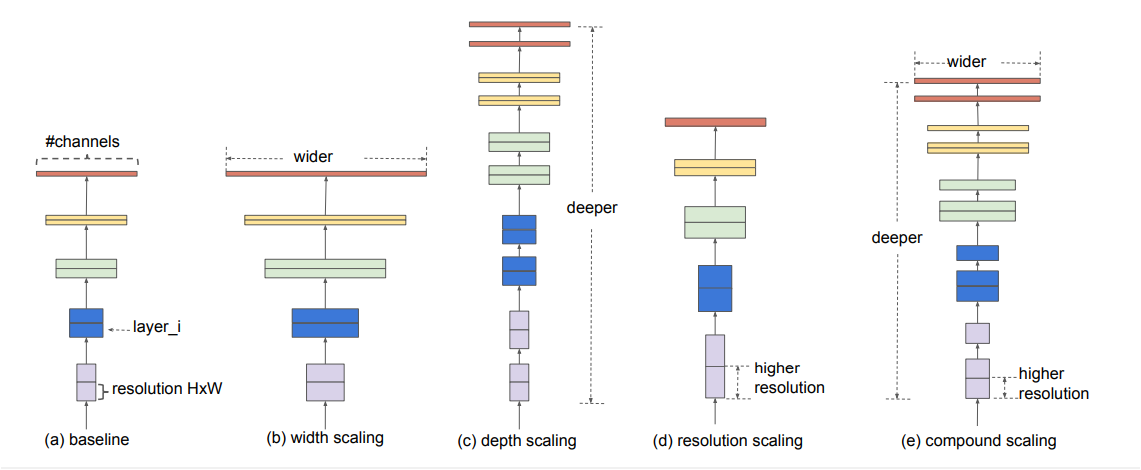 #channels
layer_i
resolution HxW
(a) baseline
wider
(b) width scaling
deeper
(c) depth scaling
higher
resolution
(d) resolution scaling
wider
deeper
higher
resolution
(e) compound scaling